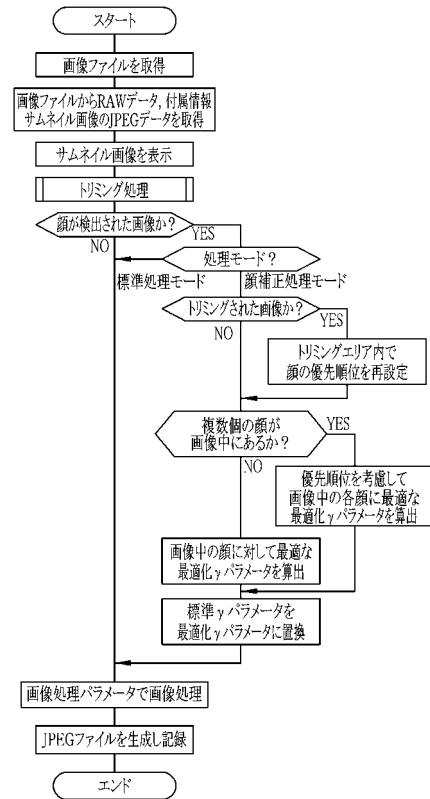 スタート
画像ファイルを取得
画像ファイルからRAWデータ,付属情報
サムネイル画像のJPEGデータを取得
サムネイル画像を表示
トリミング処理
顔が検出された画像か?
YES
NO
処理モード?
標準処理モード
顔補正処理モード
トリミングされた画像か?
YES
NO
トリミングエリア内で
顔の優先順位を再設定
複数個の顔が
画像中にあるか?
YES
NO
優先順位を考慮して
画像中の各顔に最適な
最適化γパラメータを算出
画像中の顔に対して最適な
最適化γパラメータを算出
標準γパラメータを
最適化γパラメータに置換
画像処理パラメータで画像処理
JPEGファイルを生成し記録
エンド